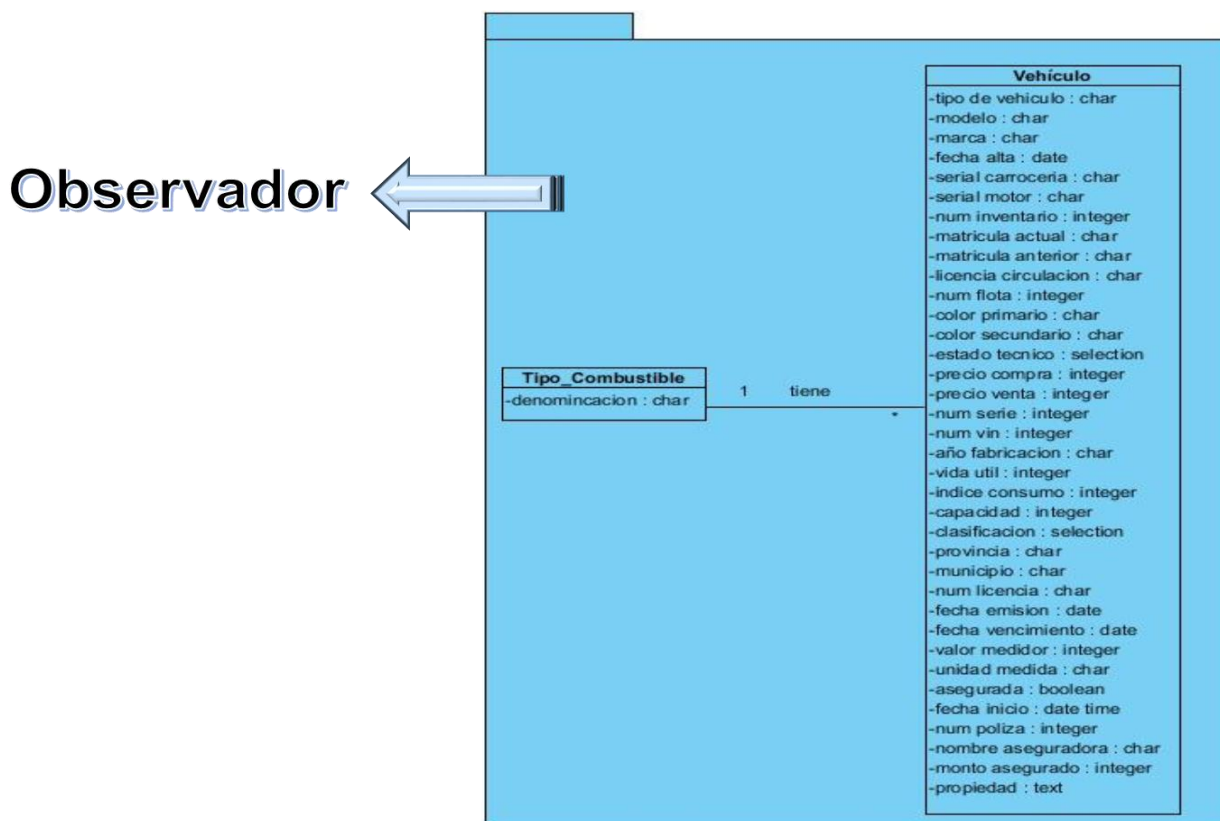 Observador
Tipo_Combustible
-denomincacion : char
1 tiene
*
Vehículo
-tipo de vehiculo : char
-modelo : char
-marca : char
-fecha alta : date
-serial carroceria : char
-serial motor : char
-num inventario : integer
-matricula actual : char
-matricula anterior : char
-licencia circulacion : char
-num flota : integer
-color primario : char
-color secundario : char
-estado tecnico : selection
-precio compra : integer
-precio venta : integer
-num serie : integer
-num vin : integer
-año fabricacion : char
-vida util : integer
-indice consumo : integer
-capacidad : integer
-clasificacion : selection
-provincia : char
-municipio : char
-num licencia : char
-fecha emision : date
-fecha vencimiento : date
-valor medidor : integer
-unidad medida : char
-asegurada : boolean
-fecha inicio : date time
-num poliza : integer
-nombre aseguradora : char
-monto asegurado : integer
-propiedad : text